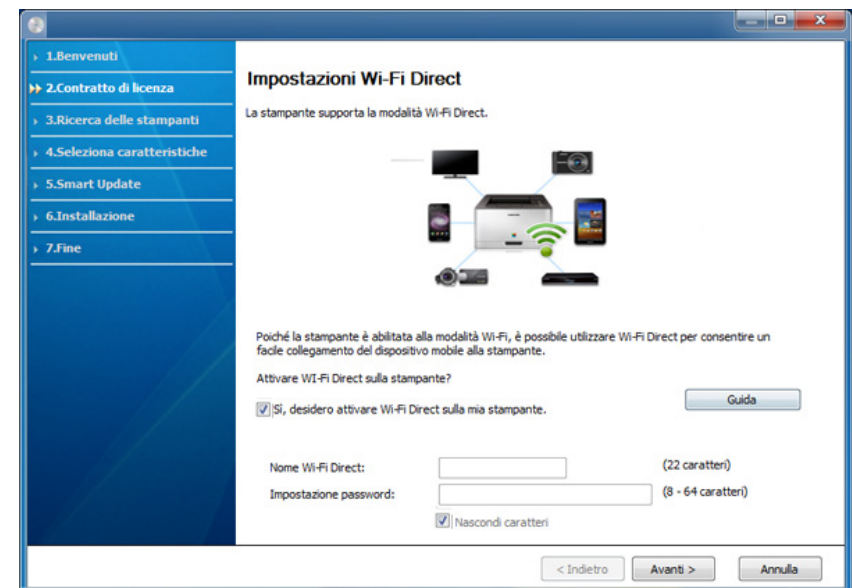 1.Benvenuti
2.Contratto di licenza
3.Ricerca delle stampanti
4.Seleziona caratteristiche
5.Smart Update
6.Installazione
7.Fine
Impostazioni Wi-Fi Direct
La stampante supporta la modalità Wi-Fi Direct.
Poiché la stampante è abilitata alla modalità Wi-Fi, è possibile utilizzare Wi-Fi Direct per consentire un
facile collegamento del dispositivo mobile alla stampante.
Attivare WI-Fi Direct sulla stampante?
Sì, desidero attivare Wi-Fi Direct sulla mia stampante.
Guida
Nome Wi-Fi Direct: (22 caratteri)
Impostazione password: (8 - 64 caratteri)
Nascondi caratteri
< Indietro Avanti > Annulla